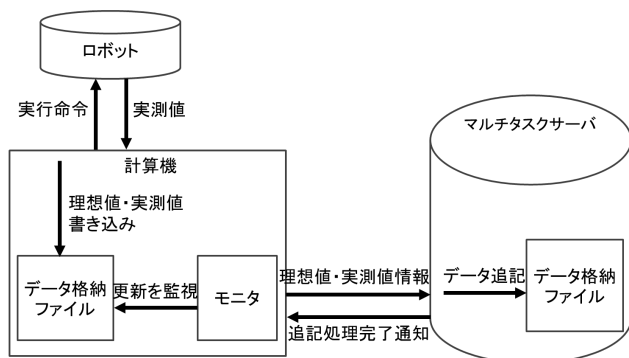 ロボット
実行命令
実測値
計算機
理想値・実測値
書き込み
データ格納
ファイル
更新を監視
モニタ
理想値・実測値情報
追記処理完了通知
マルチタスクサーバ
データ追記
データ格納
ファイル